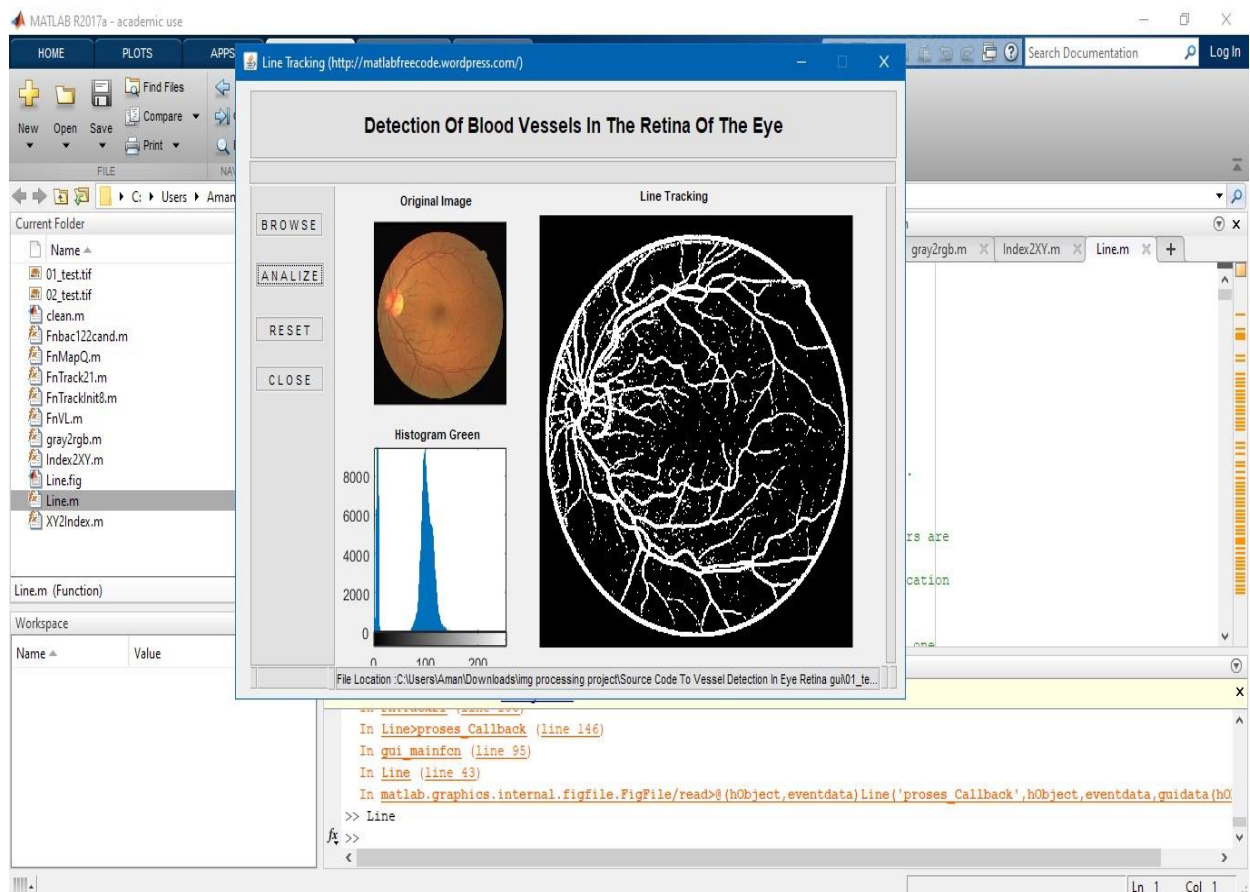 MATLAB R2017a - academic use
HOME PLOTS APPS
Search Documentation
Log In
New
Open
Save
Find Files
Compare
Print
FILE
NAV
C: Users Aman
Current Folder
Name
01_test.tif
02_test.tif
clean.m
Fnbac122cand.m
FnMapQ.m
FnTrack21.m
FnTrackInit8.m
FnVL.m
gray2rgb.m
Index2XY.m
Line.fig
Line.m
XY2Index.m
Line.m (Function)
Workspace
Name Value
Line Tracking (http://matlabfreecode.wordpress.com/)
Detection Of Blood Vessels In The Retina Of The Eye
BROWSE
ANALIZE
RESET
CLOSE
Original Image
Line Tracking
Histogram Green
8000
6000
4000
2000
0
0 100 200
File Location :C:\Users\Aman\Downloads\img processing project\Source Code To Vessel Detection In Eye Retina gui\01_te...
gray2rgb.m Index2XY.m Line.m +
rs are
cation
one
In Line>proses_Callback (line 146)
In gui_mainfcn (line 95)
In Line (line 43)
In matlab.graphics.internal.figfile.FigFile/read>@(hObject,eventdata)Line('proses_Callback',hObject,eventdata,guidata(hO
>> Line
fx >>
Ln 1 Col 1